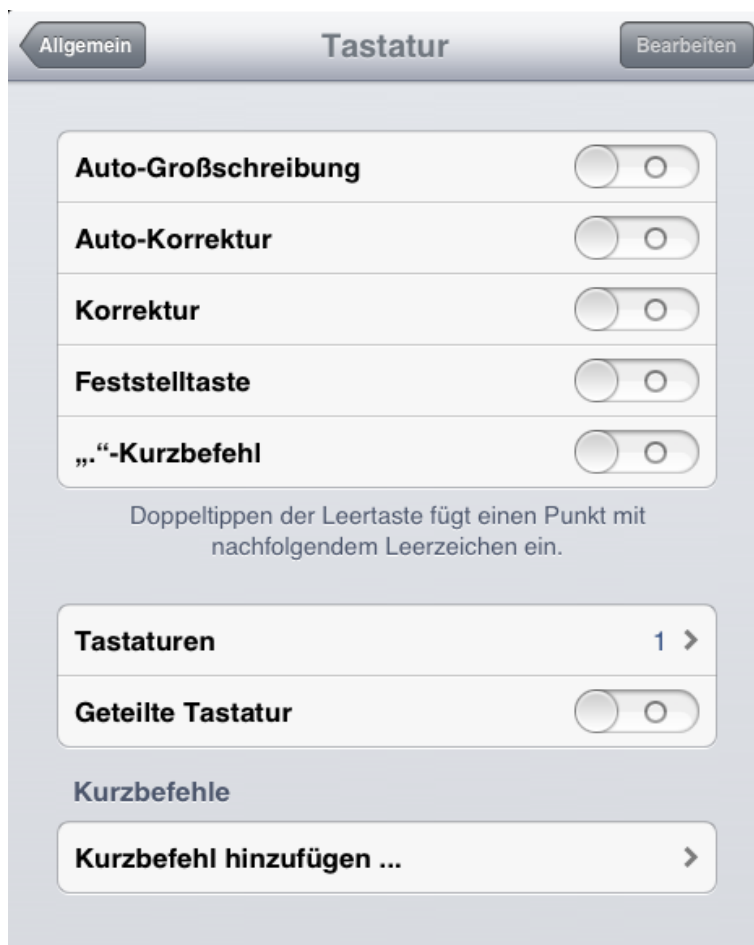 Allgemein
Tastatur
Bearbeiten
Auto-Großschreibung
Auto-Korrektur
Korrektur
Feststelltaste
„.“-Kurzbefehl
Doppeltippen der Leertaste fügt einen Punkt mit
nachfolgendem Leerzeichen ein.
Tastaturen 1
Geteilte Tastatur
Kurzbefehle
Kurzbefehl hinzufügen ...